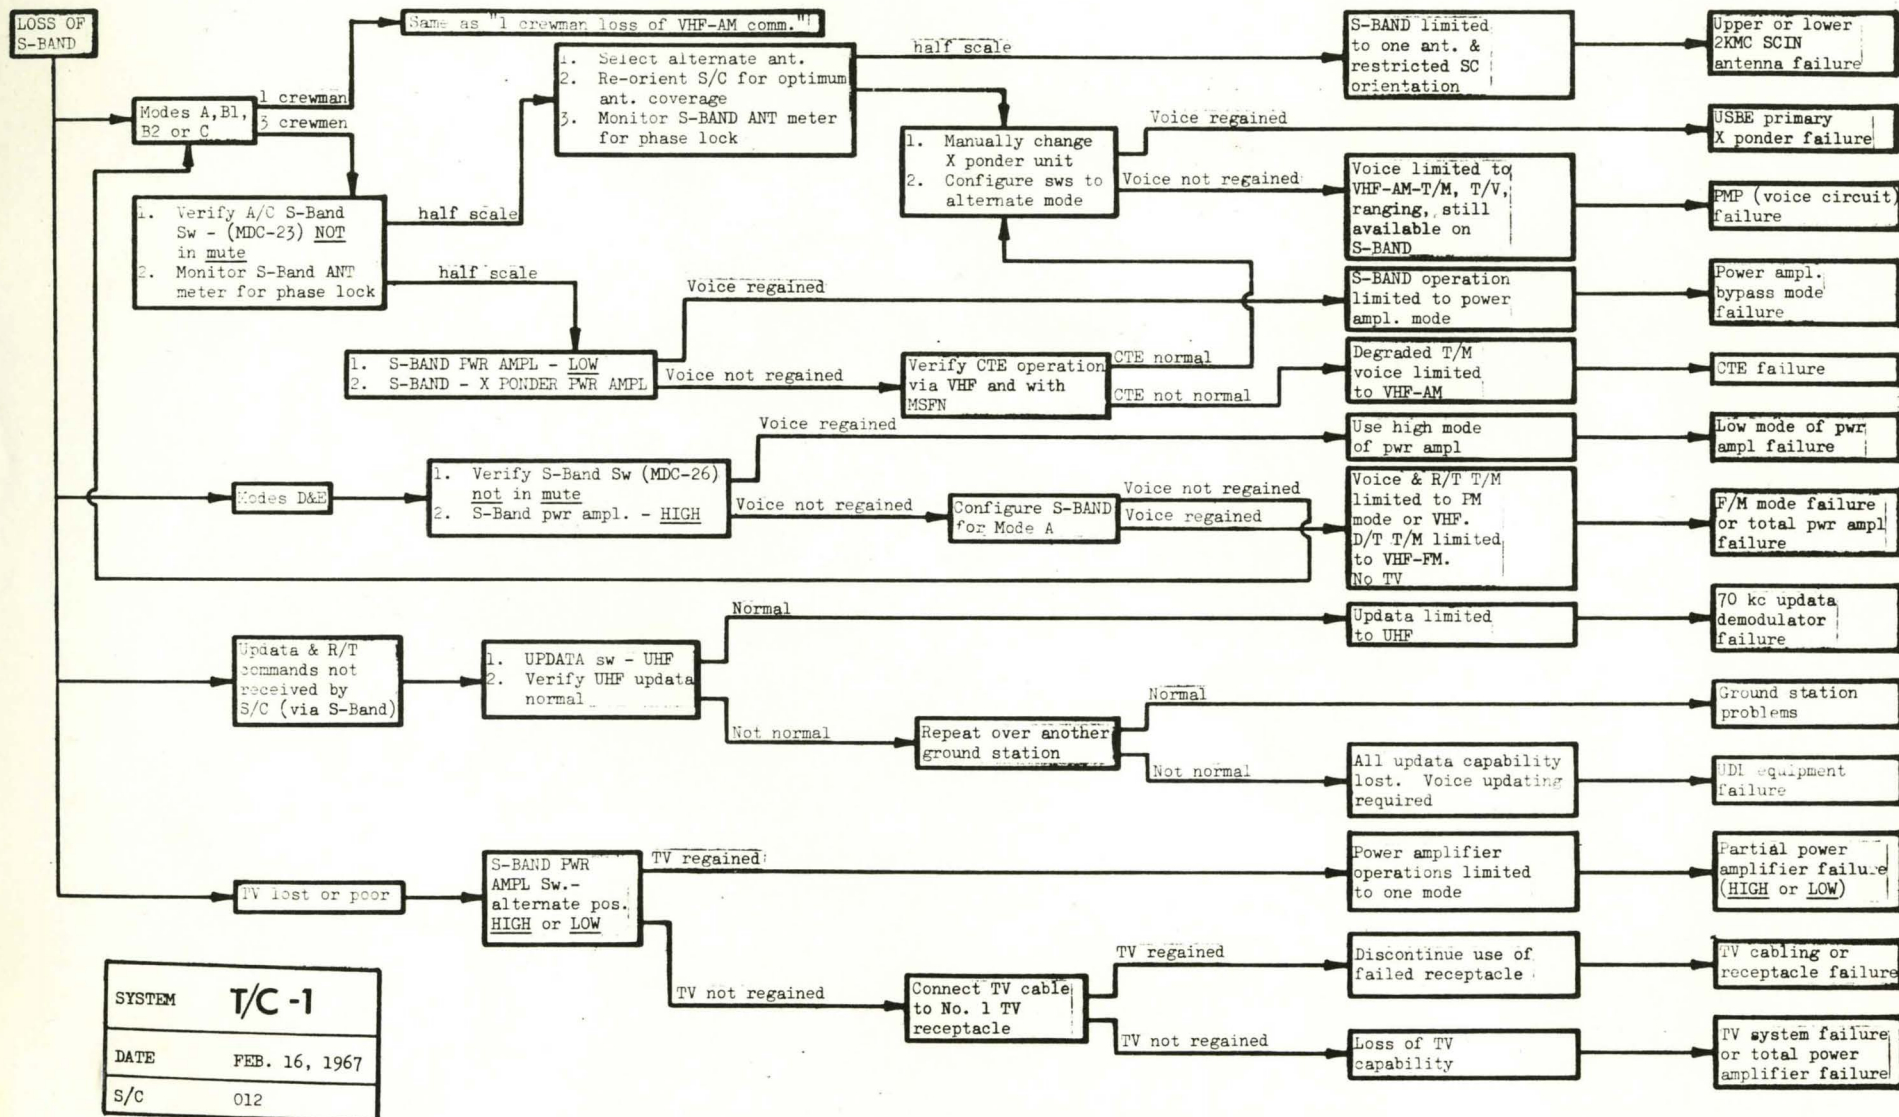 LOSS OF
S-BAND
Same as "1 crewman loss of VHF-AM comm."
Modes A,B1,
B2 or C
1 crewman
3 crewmen
1. Select alternate ant.
2. Re-orient S/C for optimum
ant. coverage
3. Monitor S-BAND ANT meter
for phase lock
half scale
S-BAND limited
to one ant. &
restricted SC
orientation
Upper or lower
2KMC SCIN
antenna failure
1. Verify A/C S-Band
Sw - (MDC-23) NOT
in mute
2. Monitor S-Band ANT
meter for phase lock
half scale
half scale
1. Manually change
X ponder unit
2. Configure sws to
alternate mode
Voice regained
USBE primary
X ponder failure
Voice not regained
Voice limited to
VHF-AM-T/M, T/V,
ranging, still
available on
S-BAND
PMP (voice circuit)
failure
1. S-BAND PWR AMPL - LOW
2. S-BAND - X PONDER PWR AMPL
Voice regained
S-BAND operation
limited to power
ampl. mode
Power ampl.
bypass mode
failure
Voice not regained
Verify CTE operation
via VHF and with
MSFN
CTE normal
CTE not normal
Degraded T/M
voice limited
to VHF-AM
CTE failure
Modes D&E
1. Verify S-Band Sw (MDC-26)
not in mute
2. S-Band pwr ampl. - HIGH
Voice regained
Use high mode
of pwr ampl
Low mode of pwr
ampl failure
Voice not regained
Configure S-BAND
for Mode A
Voice not regained
Voice regained
Voice & R/T T/M
limited to PM
mode or VHF.
D/T T/M limited
to VHF-FM.
No TV
F/M mode failure
or total pwr ampl
failure
Updata & R/T
commands not
received by
S/C (via S-Band)
1. UPDATA sw - UHF
2. Verify UHF updata
normal
Normal
Updata limited
to UHF
70 kc updata
demodulator
failure
Not normal
Repeat over another
ground station
Normal
Ground station
problems
Not normal
All updata capability
lost. Voice updating
required
UDL equipment
failure
TV lost or poor
S-BAND PWR
AMPL Sw.-
alternate pos.
HIGH or LOW
TV regained
Power amplifier
operations limited
to one mode
Partial power
amplifier failure
(HIGH or LOW)
TV not regained
Connect TV cable
to No. 1 TV
receptacle
TV regained
Discontinue use of
failed receptacle
TV cabling or
receptacle failure
TV not regained
Loss of TV
capability
TV system failure
or total power
amplifier failure
SYSTEM T/C-1
DATE FEB. 16, 1967
S/C 012